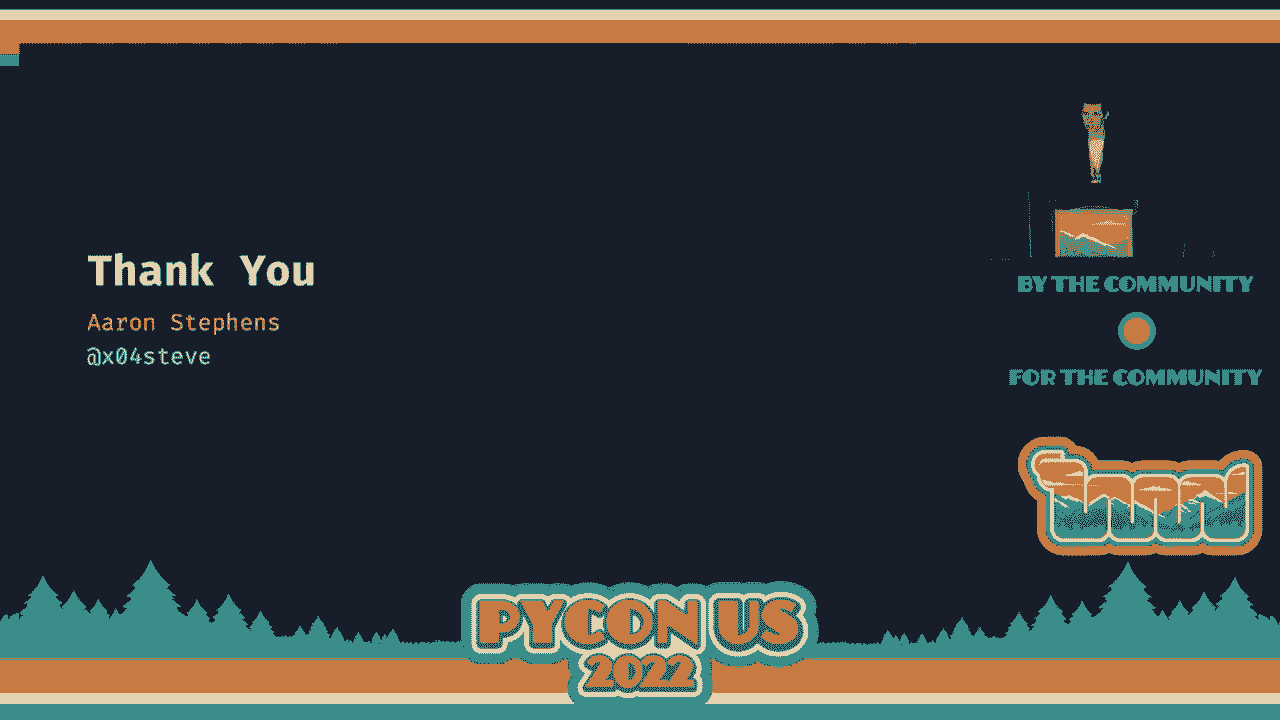 Thank You
Aaron Stephens
@x04steve
BY THE COMMUNITY
FOR THE COMMUNITY
PYCON US
2022